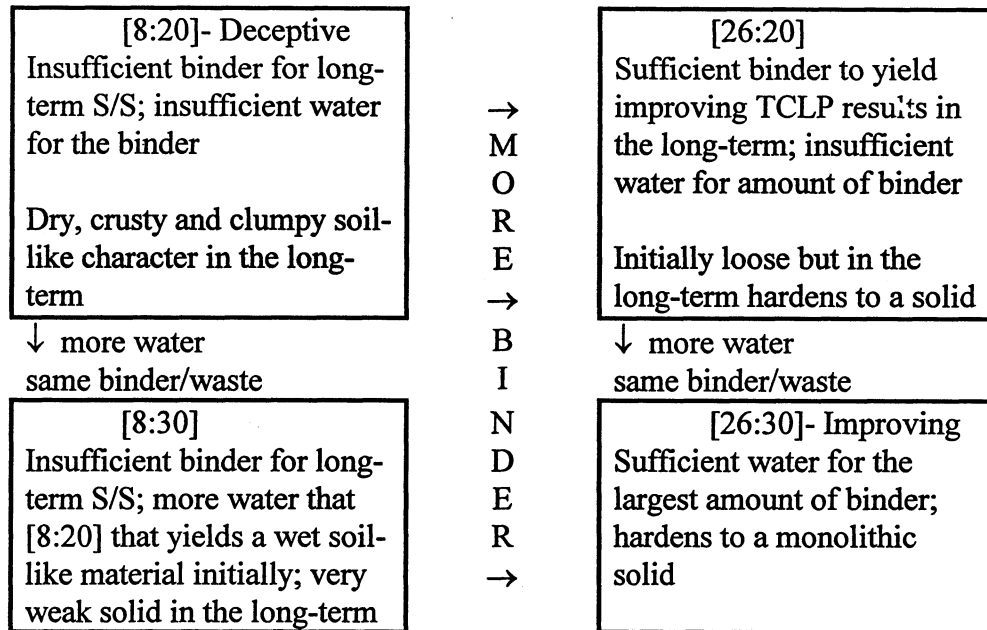 [8:20]- Deceptive
Insufficient binder for long-
term S/S; insufficient water
for the binder
Dry, crusty and clumpy soil-
like character in the long-
term
↓ more water
same binder/waste
[8:30]
Insufficient binder for long-
term S/S; more water that
[8:20] that yields a wet soil-
like material initially; very
weak solid in the long-term
→
M
O
R
E
→
B
I
N
D
E
R
→
[26:20]
Sufficient binder to yield
improving TCLP results in
the long-term; insufficient
water for amount of binder
Initially loose but in the
long-term hardens to a solid
↓ more water
same binder/waste
[26:30]- Improving
Sufficient water for the
largest amount of binder;
hardens to a monolithic
solid